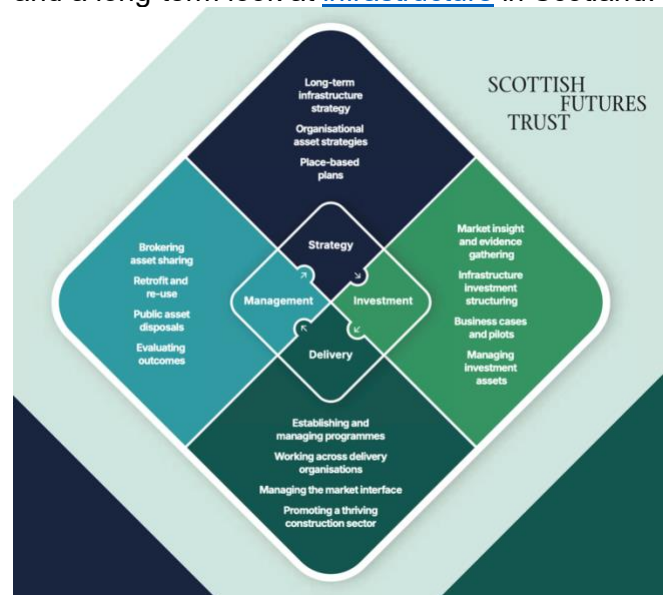 and a long-term look at infrastructure in Scotland.
SCOTTISH
FUTURES
TRUST
Long-term
infrastructure
strategy
Organisational
asset strategies
Place-based
plans
Strategy
Brokering
asset sharing
Retrofit and
re-use
Public asset
disposals
Evaluating
outcomes
Management
Investment
Market insight
and evidence
gathering
Infrastructure
investment
structuring
Business cases
and pilots
Managing
investment
assets
Delivery
Establishing and
managing programmes
Working across delivery
organisations
Managing the market interface
Promoting a thriving
construction sector